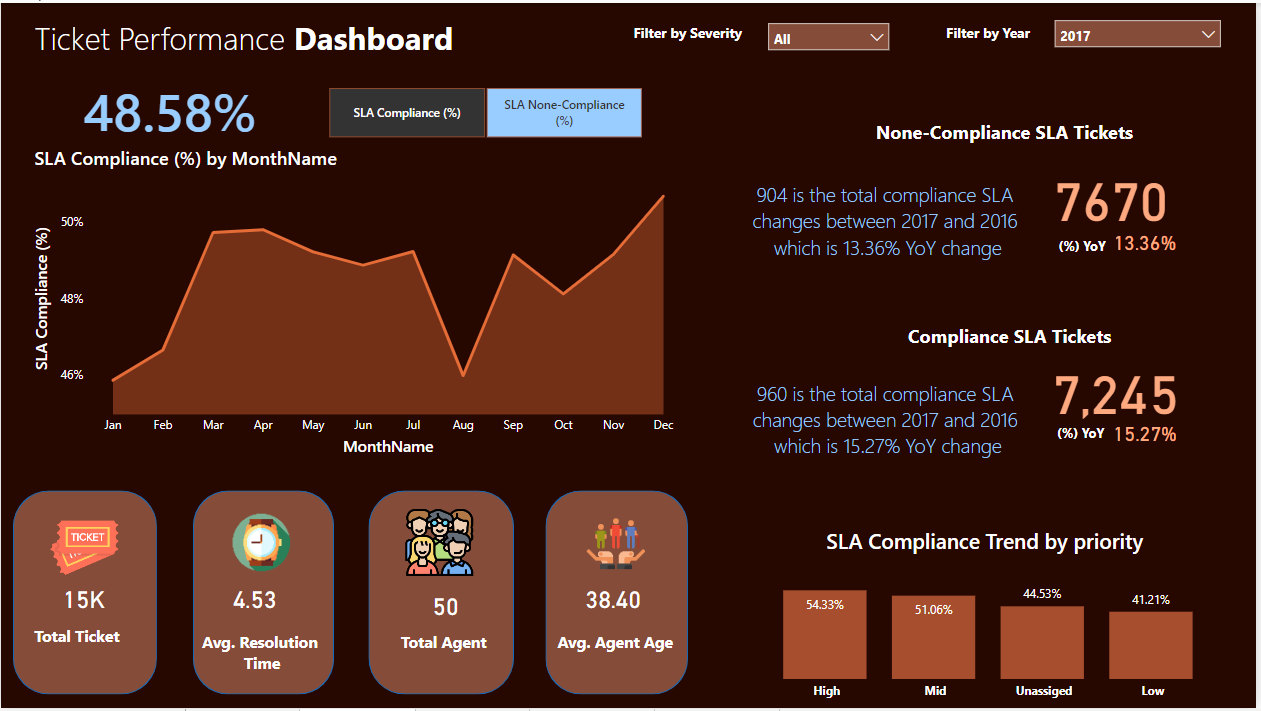 Ticket Performance Dashboard
Filter by Severity
All
Filter by Year
2017
48.58%
SLA Compliance (%)
SLA None-Compliance
(%)
SLA Compliance (%) by MonthName
SLA Compliance (%)
50%
48%
46%
Jan Feb Mar Apr May Jun Jul Aug Sep Oct Nov Dec
MonthName
None-Compliance SLA Tickets
904 is the total compliance SLA
changes between 2017 and 2016
which is 13.36% YoY change
7670
(%) YoY 13.36%
Compliance SLA Tickets
960 is the total compliance SLA
changes between 2017 and 2016
which is 15.27% YoY change
7,245
(%) YoY 15.27%
TICKET
15K
Total Ticket
4.53
Avg. Resolution
Time
50
Total Agent
38.40
Avg. Agent Age
SLA Compliance Trend by priority
54.33% 51.06% 44.53% 41.21%
High Mid Unassiged Low